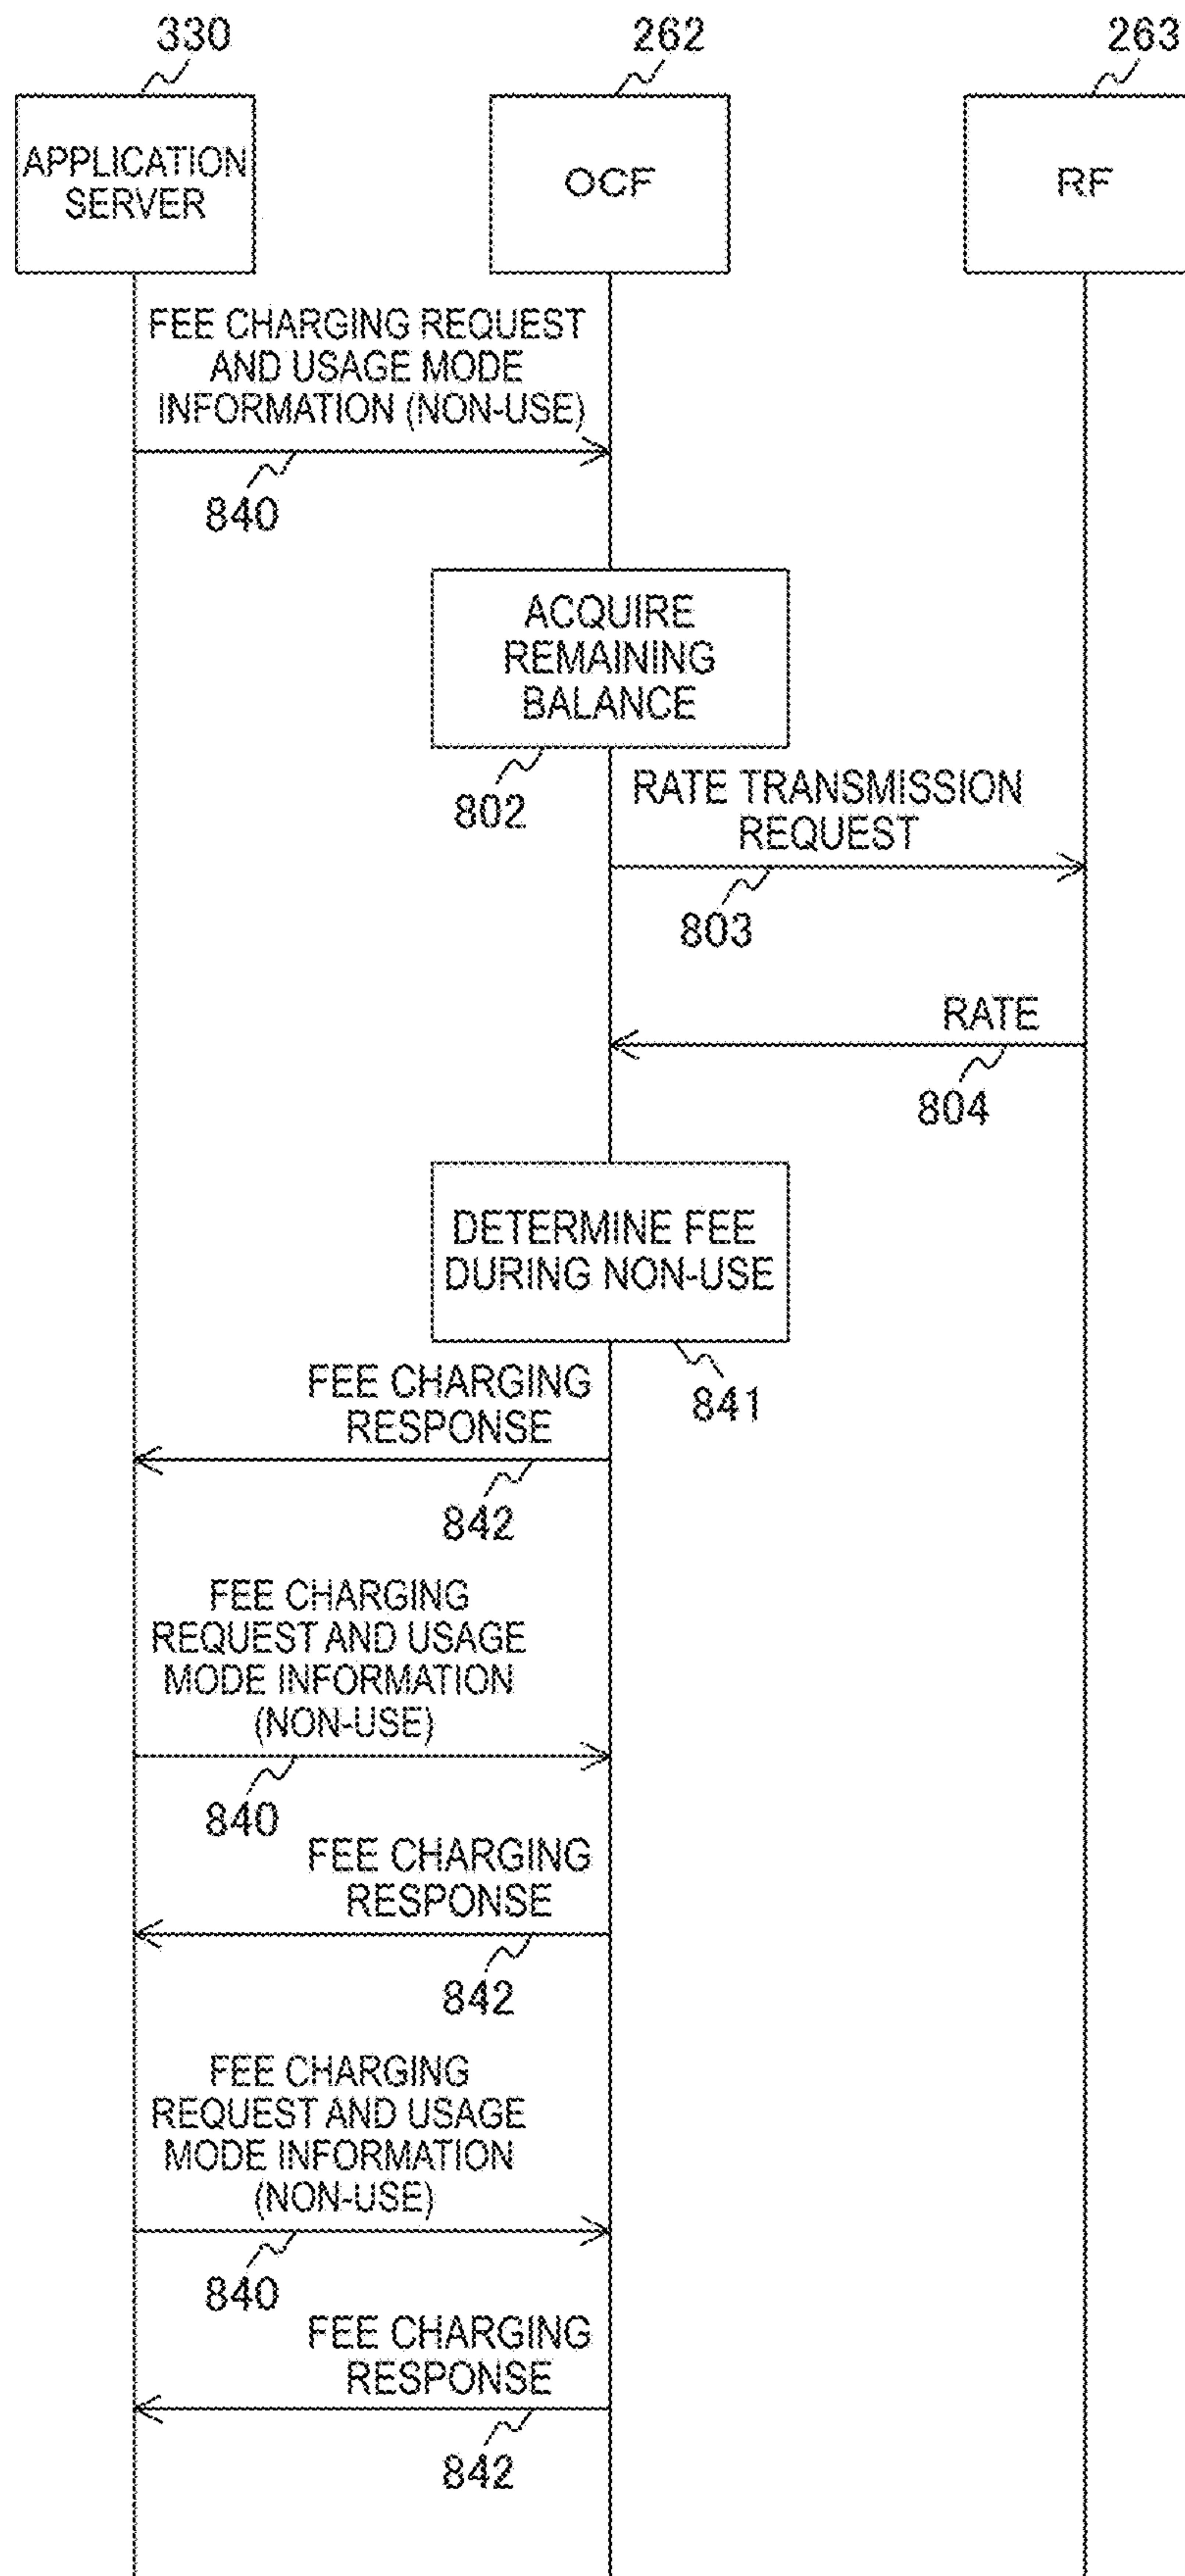 330
262
263
APPLICATION
SERVER
OCF
RF
FEE CHARGING REQUEST
AND USAGE MODE
INFORMATION (NON-USE)
840
ACQUIRE
REMAINING
BALANCE
802
RATE TRANSMISSION
REQUEST
803
RATE
804
DETERMINE FEE
DURING NON-USE
841
FEE CHARGING
RESPONSE
842
FEE CHARGING
REQUEST AND USAGE
MODE INFORMATION
(NON-USE)
840
FEE CHARGING
RESPONSE
842
FEE CHARGING
REQUEST AND USAGE
MODE INFORMATION
(NON-USE)
840
FEE CHARGING
RESPONSE
842